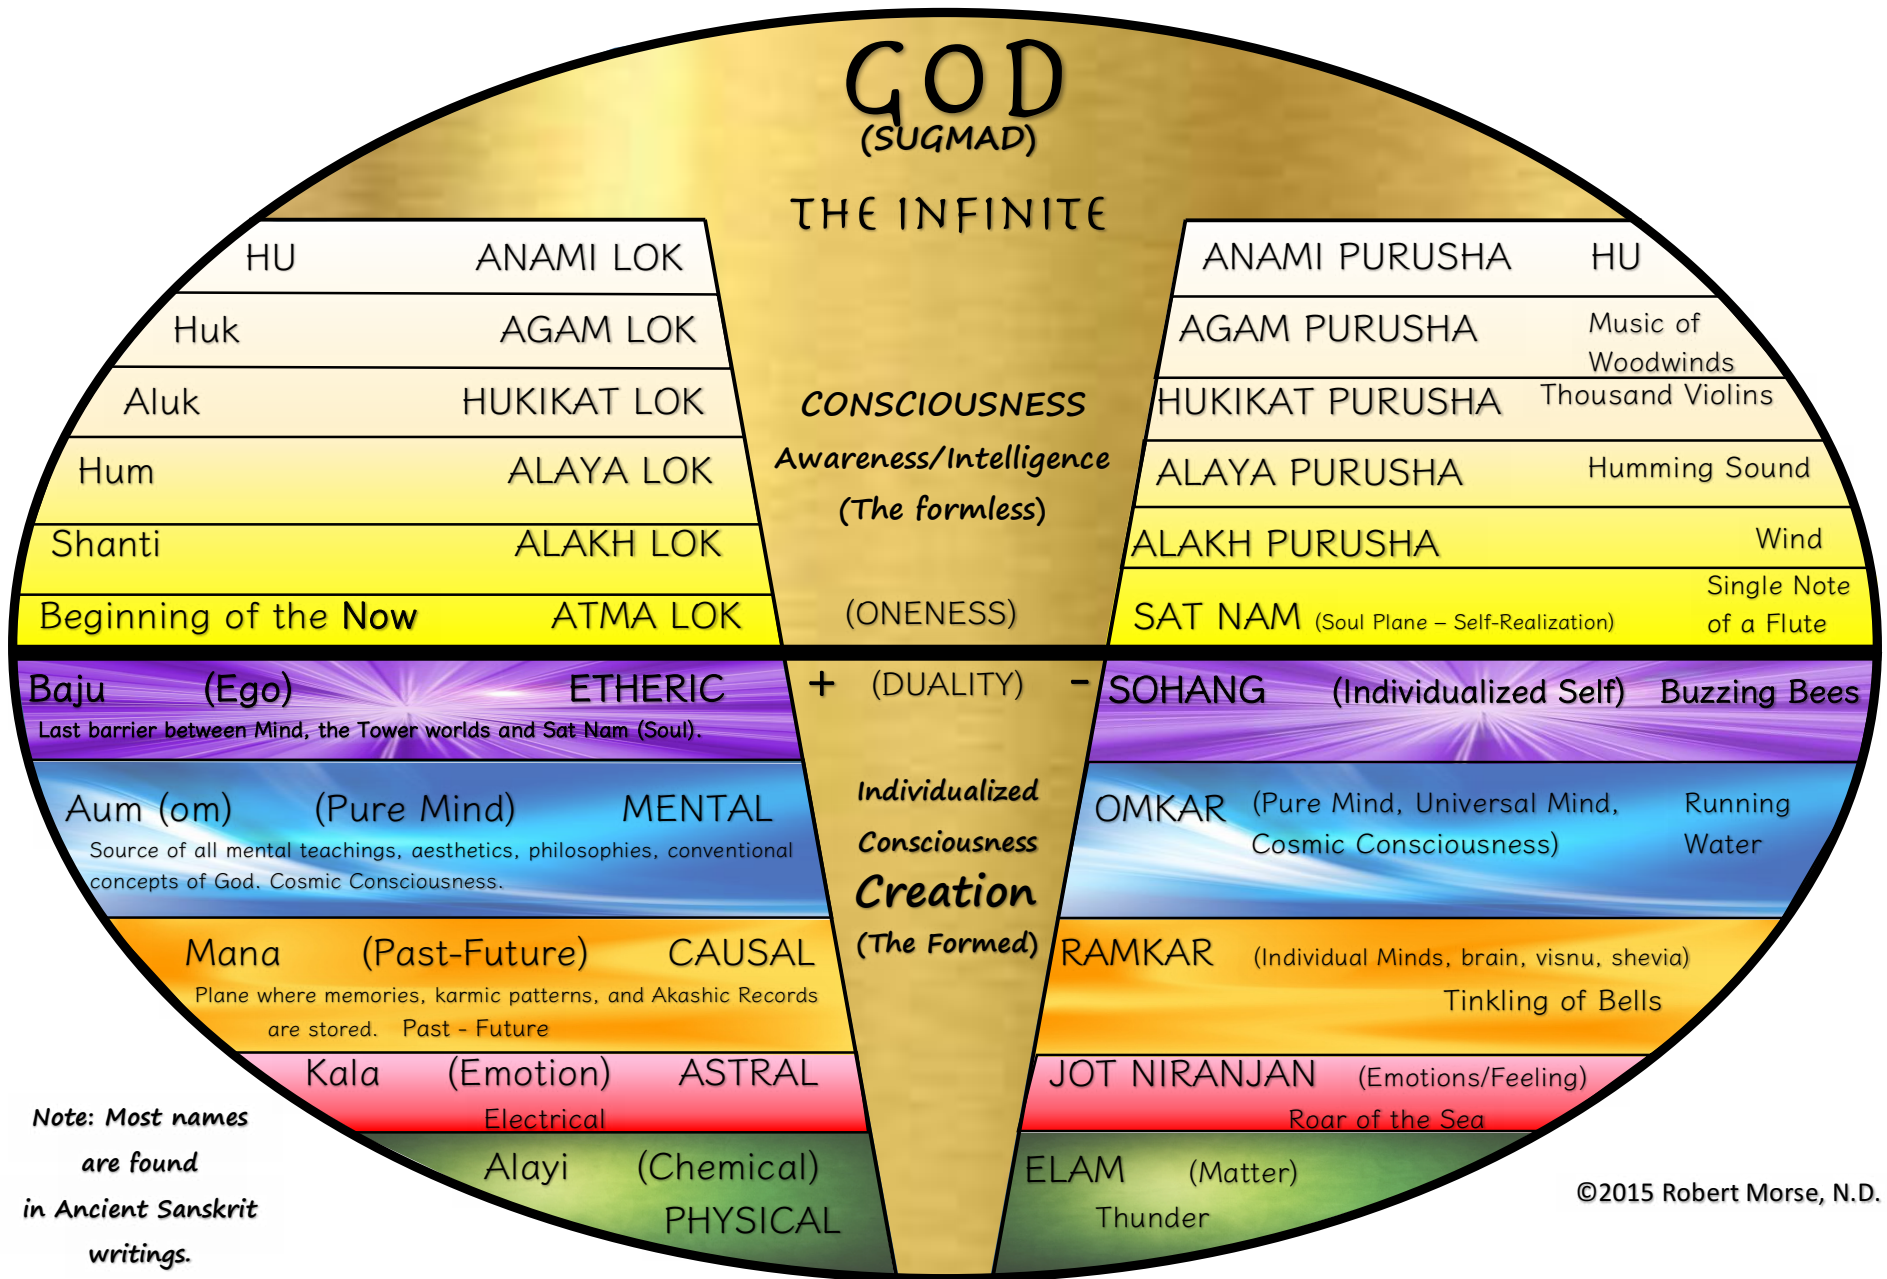 GOD
(SUGMAD)
THE INFINITE
HU ANAMI LOK
ANAMI PURUSHA HU
Huk AGAM LOK
AGAM PURUSHA Music of
Woodwinds
Aluk HUKIKAT LOK
CONSCIOUSNESS
HUKIKAT PURUSHA Thousand Violins
Hum ALAYA LOK
Awareness/Intelligence
ALAYA PURUSHA Humming Sound
(The formless)
Shanti ALAKH LOK
ALAKH PURUSHA Wind
Beginning of the Now ATMA LOK
(ONENESS)
SAT NAM (Soul Plane – Self-Realization) Single Note
of a Flute
Baju (Ego) ETHERIC
Last barrier between Mind, the Tower worlds and Sat Nam (Soul).
+ (DUALITY) -
SOHANG (Individualized Self) Buzzing Bees
Aum (om) (Pure Mind) MENTAL
Source of all mental teachings, aesthetics, philosophies, conventional
concepts of God. Cosmic Consciousness.
Individualized
Consciousness
Creation
(The Formed)
OMKAR (Pure Mind, Universal Mind, Running
Cosmic Consciousness) Water
Mana (Past-Future) CAUSAL
Plane where memories, karmic patterns, and Akashic Records
are stored. Past - Future
RAMKAR (Individual Minds, brain, visnu, shevia)
Tinkling of Bells
Kala (Emotion) ASTRAL
Electrical
JOT NIRANJAN (Emotions/Feeling)
Roar of the Sea
Alayi (Chemical)
PHYSICAL
ELAM (Matter)
Thunder
Note: Most names
are found
in Ancient Sanskrit
writings.
©2015 Robert Morse, N.D.